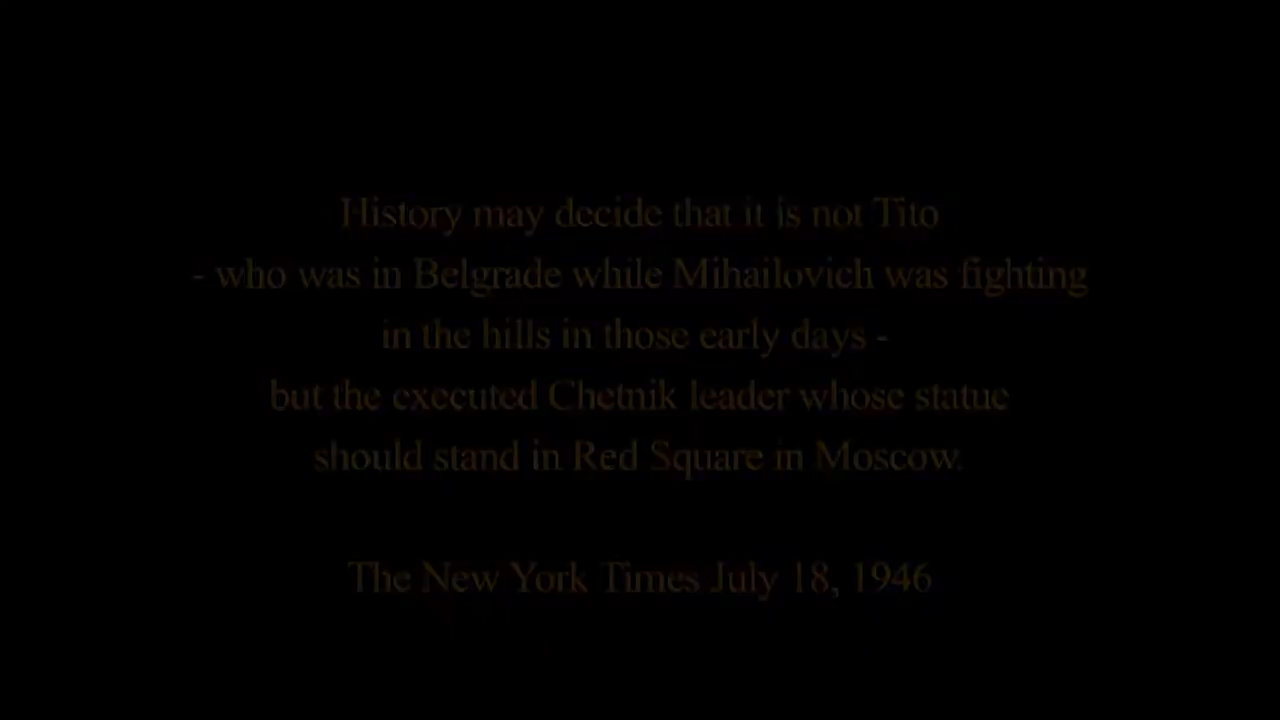 History may decide that it is not Tito
- who was in Belgrade while Mihailovich was fighting
in the hills in those early days -
but the executed Chetnik leader whose statue
should stand in Red Square in Moscow.
The New York Times July 18, 1946